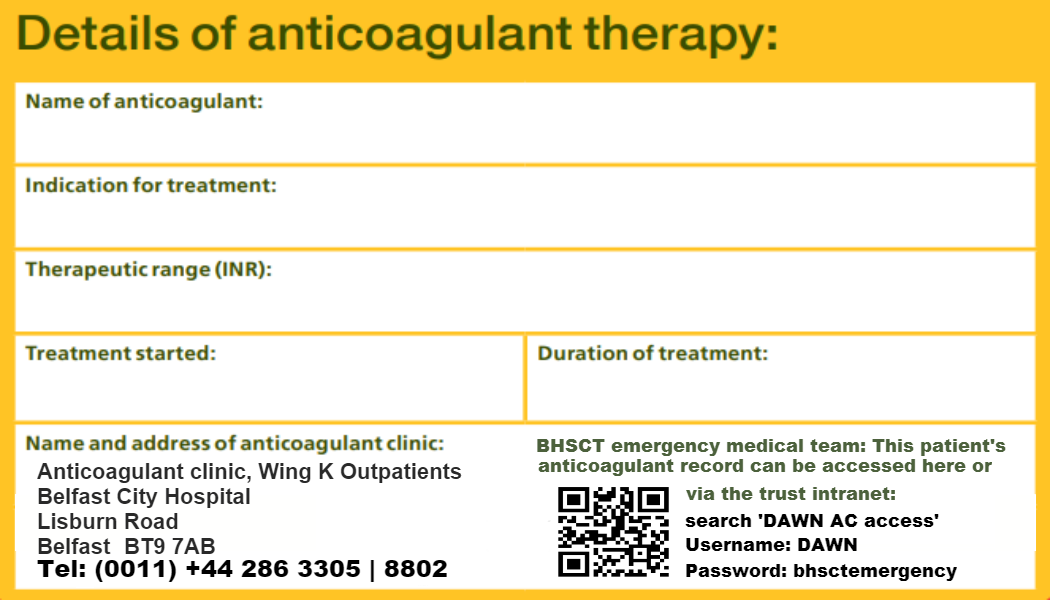 Details of anticoagulant therapy:
Name of anticoagulant:
Indication for treatment:
Therapeutic range (INR):
Treatment started:
Duration of treatment:
Name and address of anticoagulant clinic:
Anticoagulant clinic, Wing K Outpatients
Belfast City Hospital
Lisburn Road
Belfast BT9 7AB
Tel: (0011) +44 286 3305 | 8802
BHSCT emergency medical team: This patient's
anticoagulant record can be accessed here or
via the trust intranet:
search 'DAWN AC access'
Username: DAWN
Password: bhsctemergency